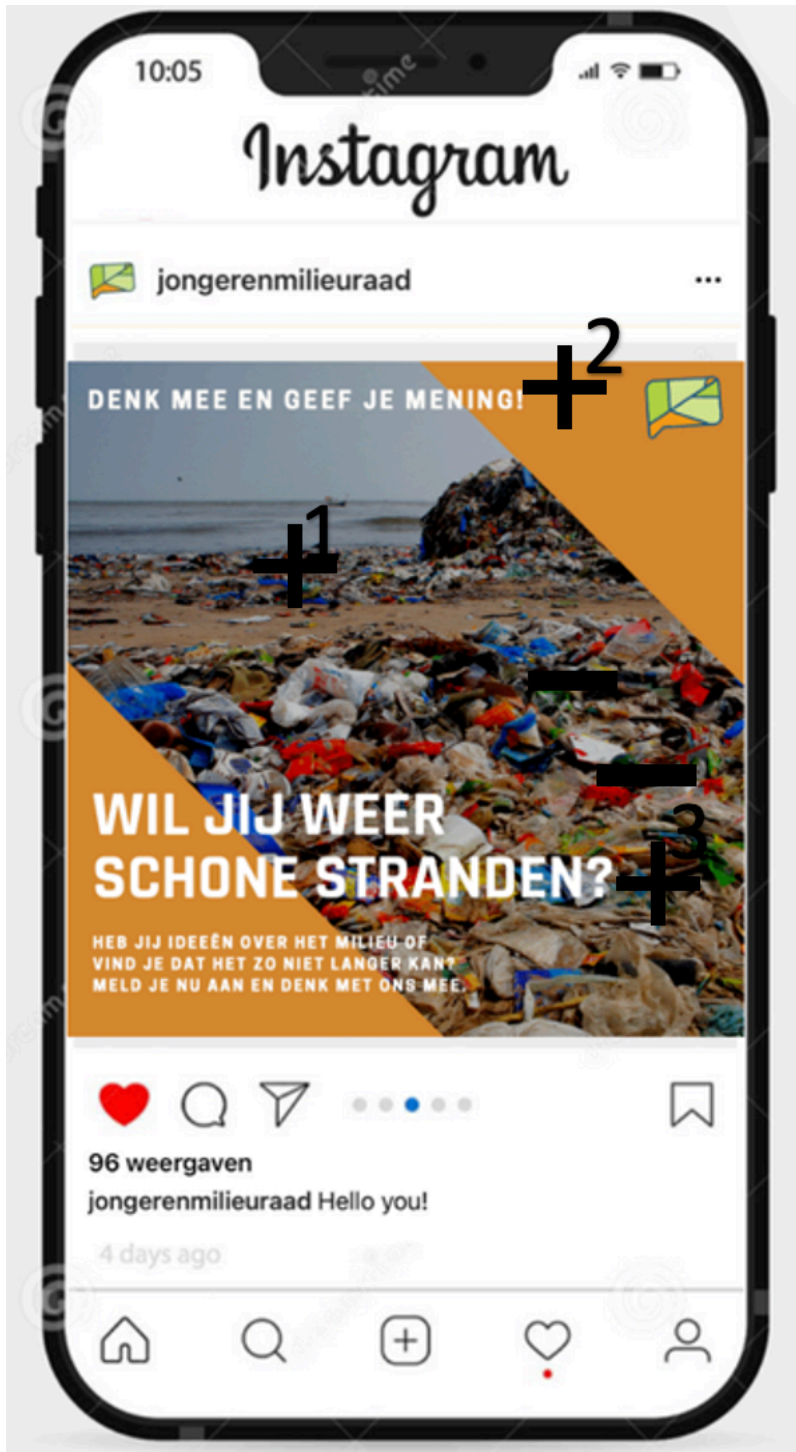 10:05
Instagram
jongerenmilieuraad
2
DENK MEE EN GEEF JE MENING!
1
WIL JIJ WEER
SCHONE STRANDEN?
3
HEB JIJ IDEEËN OVER HET MILIEU OF
VIND JE DAT HET ZO NIET LANGER KAN?
MELD JE NU AAN EN DENK MET ONS MEE.
96 weergaven
jongerenmilieuraad Hello you!
4 days ago